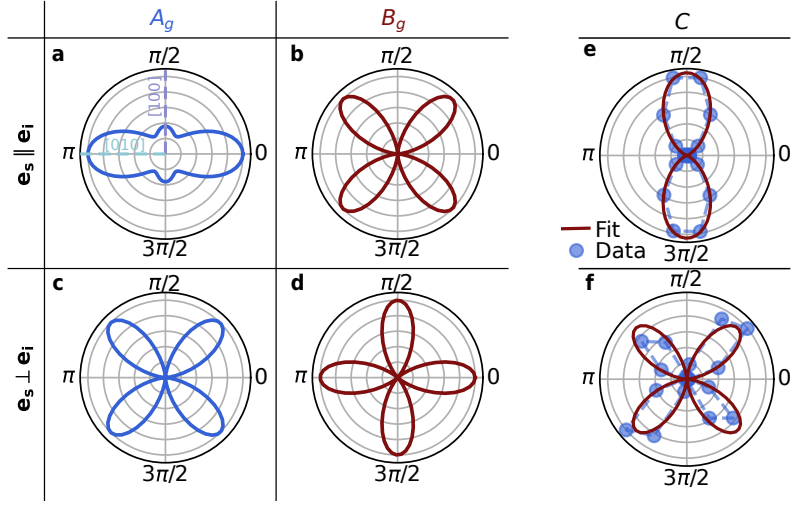 A_g B_g C
e_s ∥ e_i
e_s ⊥ e_i
a
π/2
π
0
3π/2
[100]
[010]
b
π/2
π
0
3π/2
e
π/2
π
0
3π/2
Fit
Data
c
π/2
π
0
3π/2
d
π/2
π
0
3π/2
f
π/2
π
0
3π/2